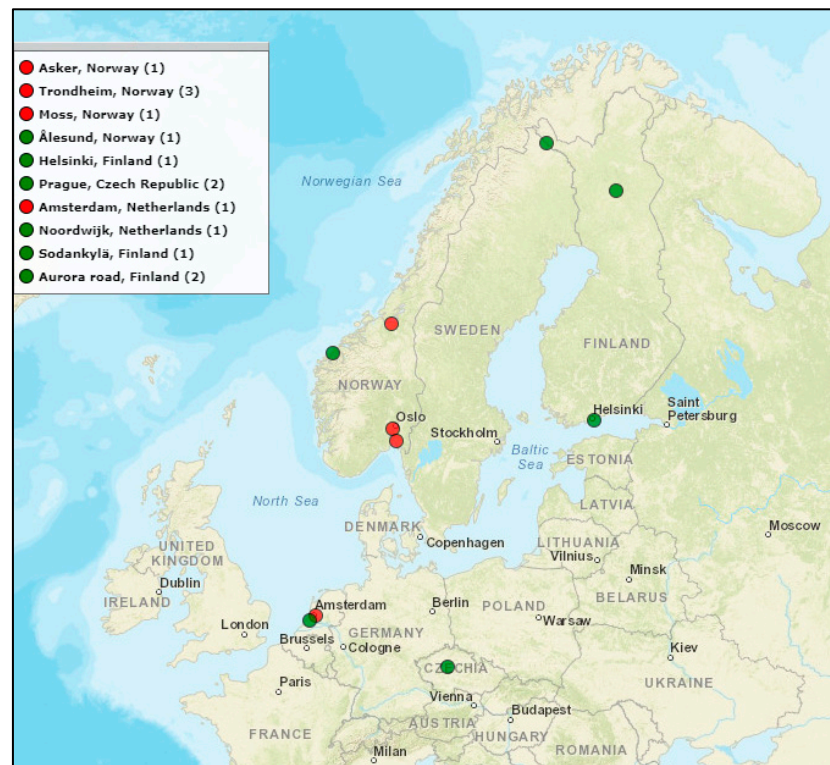 Asker, Norway (1)
Trondheim, Norway (3)
Moss, Norway (1)
Ålesund, Norway (1)
Helsinki, Finland (1)
Prague, Czech Republic (2)
Amsterdam, Netherlands (1)
Noordwijk, Netherlands (1)
Sodankylä, Finland (1)
Aurora road, Finland (2)
Norwegian Sea
SWEDEN
FINLAND
NORWAY
Oslo
Helsinki
Saint
Petersburg
Stockholm
Baltic
Sea
ESTONIA
North Sea
LATVIA
DENMARK
Moscow
Copenhagen
LITHUANIA
Vilnius
UNITED
KINGDOM
Minsk
Dublin
BELARUS
IRELAND
Amsterdam
Berlin
POLAND
Warsaw
London
GERMANY
Brussels
Cologne
Kiev
CZECHIA
Paris
UKRAINE
Vienna
Budapest
AUSTRIA
HUNGARY
FRANCE
ROMANIA
Milan